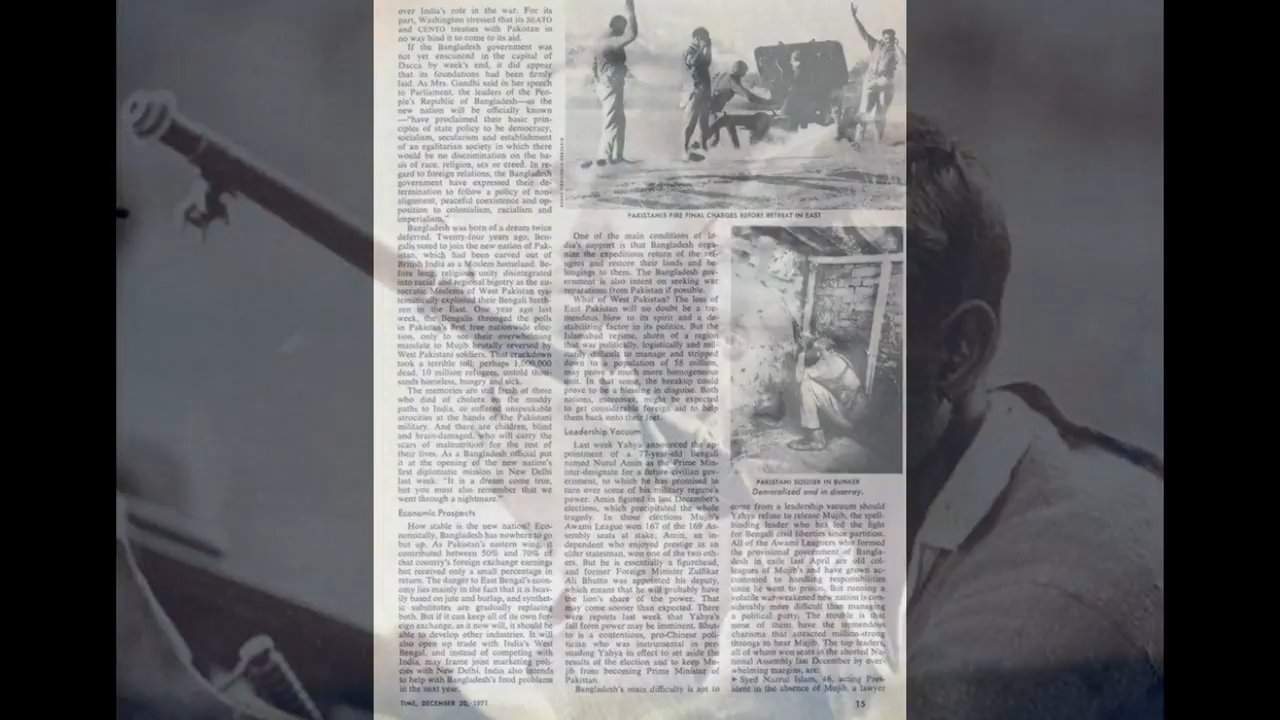 over India's role in the war. For its
part, Washington stressed that its SEATO
and CENTO treaties with Pakistan in
no way bind it to come to its aid.
If the Bangladesh government was
not yet ensconced in the capital of
Dacca by week's end, it did appear
that its foundations had been firmly
laid. As Mrs. Gandhi said in her speech
to Parliament, the leaders of the Peo-
ple's Republic of Bangladesh—as the
new nation will be officially known
—"have proclaimed their basic prin-
ciples of state policy to be democracy,
socialism, secularism and establishment
of an egalitarian society in which there
would be no discrimination on the ba-
sis of race, religion, sex or creed. In re-
gard to foreign relations, the Bangladesh
government have expressed their de-
termination to follow a policy of non-
alignment, peaceful coexistence and op-
position to colonialism, racialism and
imperialism."
Bangladesh was born of a dream twice
deferred. Twenty-four years ago, Ben-
galis voted to join the new nation of Pak-
istan, which had been carved out of
British India as a Moslem homeland. Be-
fore long, religious unity disintegrated
into racial and regional bigotry as the au-
tocratic Moslems of West Pakistan sys-
tematically exploited their Bengali breth-
ren in the East. One year ago last
week, the Bengalis thronged the polls
in Pakistan's first free nationwide elec-
tion, only to see their overwhelming
mandate to Mujib brutally reversed by
West Pakistani soldiers. That crackdown
took a terrible toll: perhaps 1,000,000
dead, 10 million refugees, untold thou-
sands homeless, hungry and sick.
The memories are still fresh of those
who died of cholera on the muddy
paths to India, or suffered unspeakable
atrocities at the hands of the Pakistani
military. And there are children, blind
and brain-damaged, who will carry the
scars of malnutrition for the rest of
their lives. As a Bangladesh official put
it at the opening of the new nation's
first diplomatic mission in New Delhi
last week. "It is a dream come true,
but you must also remember that we
went through a nightmare."
Economic Prospects
How stable is the new nation? Eco-
nomically, Bangladesh has nowhere to go
but up. As Pakistan's eastern wing, it
contributed between 50% and 70% of
that country's foreign exchange earnings
but received only a small percentage in
return. The danger to East Bengal's econ-
omy lies mainly in the fact that it is heav-
ily based on jute and burlap, and synthet-
ic substitutes are gradually replacing
both. But if it can keep all of its own for-
eign exchange, as it now will, it should be
able to develop other industries. It will
also open up trade with India's West
Bengal, and instead of competing with
India, may frame joint marketing poli-
cies with New Delhi. India also intends
to help with Bangladesh's food problems
in the next year.
PAKISTANIS FIRE FINAL CHARGES BEFORE RETREAT IN EAST
One of the main conditions of In-
dia's support is that Bangladesh orga-
nize the expeditious return of the ref-
ugees and restore their lands and be-
longings to them. The Bangladesh gov-
ernment is also intent on seeking war
reparations from Pakistan if possible.
What of West Pakistan? The loss of
East Pakistan will no doubt be a tre-
mendous blow to its spirit and a de-
stabilizing factor in its politics. But the
Islamabad regime, shorn of a region
that was politically, logistically and mil-
itarily difficult to manage and stripped
down to a population of 58 million,
may prove a much more homogeneous
unit. In that sense, the breakup could
prove to be a blessing in disguise. Both
nations, moreover, might be expected
to get considerable foreign aid to help
them back onto their feet.
Leadership Vacuum
Last week Yahya announced the ap-
pointment of a 77-year-old Bengali
named Nurul Amin as the Prime Min-
ister-designate for a future civilian gov-
ernment, to which he has promised to
turn over some of his military regime's
power. Amin figured in last December's
elections, which precipitated the whole
tragedy. In those elections Mujib's
Awami League won 167 of the 169 As-
sembly seats at stake; Amin, an in-
dependent who enjoyed prestige as an
elder statesman, won one of the two oth-
ers. But he is essentially a figurehead,
and former Foreign Minister Zulfikar
Ali Bhutto was appointed his deputy,
which means that he will probably have
the lion's share of the power. That
may come sooner than expected. There
were reports last week that Yahya's
fall from power may be imminent. Bhut-
to is a contentious, pro-Chinese poli-
tician who was instrumental in per-
suading Yahya in effect to set aside the
results of the election and to keep Mu-
jib from becoming Prime Minister of
Pakistan.
Bangladesh's main difficulty is apt to
PAKISTANI SOLDIER IN BUNKER
Demoralized and in disarray.
come from a leadership vacuum should
Yahya refuse to release Mujib, the spell-
binding leader who has led the fight
for Bengali civil liberties since partition.
All of the Awami Leaguers who formed
the provisional government of Bangla-
desh in exile last April are old col-
leagues of Mujib's and have grown ac-
customed to handling responsibilities
since he went to prison. But running a
volatile war-weakened new nation is con-
siderably more difficult than managing
a political party. The trouble is that
none of them have the tremendous
charisma that attracted million-strong
throngs to hear Mujib. The top leaders,
all of whom won seats in the aborted Na-
tional Assembly last December by over-
whelming margins, are:
▶ Syed Nazrul Islam, 46, acting Pres-
ident in the absence of Mujib, a lawyer
TIME, DECEMBER 20, 1971
15